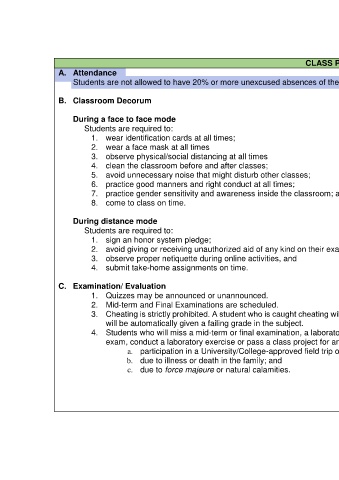 CLASS P
A. Attendance
Students are not allowed to have 20% or more unexcused absences of the
B. Classroom Decorum
During a face to face mode
Students are required to:
1. wear identification cards at all times;
2. wear a face mask at all times
3. observe physical/social distancing at all times
4. clean the classroom before and after classes;
5. avoid unnecessary noise that might disturb other classes;
6. practice good manners and right conduct at all times;
7. practice gender sensitivity and awareness inside the classroom; a
8. come to class on time.
During distance mode
Students are required to:
1. sign an honor system pledge;
2. avoid giving or receiving unauthorized aid of any kind on their exa
3. observe proper netiquette during online activities, and
4. submit take-home assignments on time.
C. Examination/ Evaluation
1. Quizzes may be announced or unannounced.
2. Mid-term and Final Examinations are scheduled.
3. Cheating is strictly prohibited. A student who is caught cheating wi
will be automatically given a failing grade in the subject.
4. Students who will miss a mid-term or final examination, a laborato
exam, conduct a laboratory exercise or pass a class project for an
a. participation in a University/College-approved field trip o
b. due to illness or death in the family; and
c. due to force majeure or natural calamities.